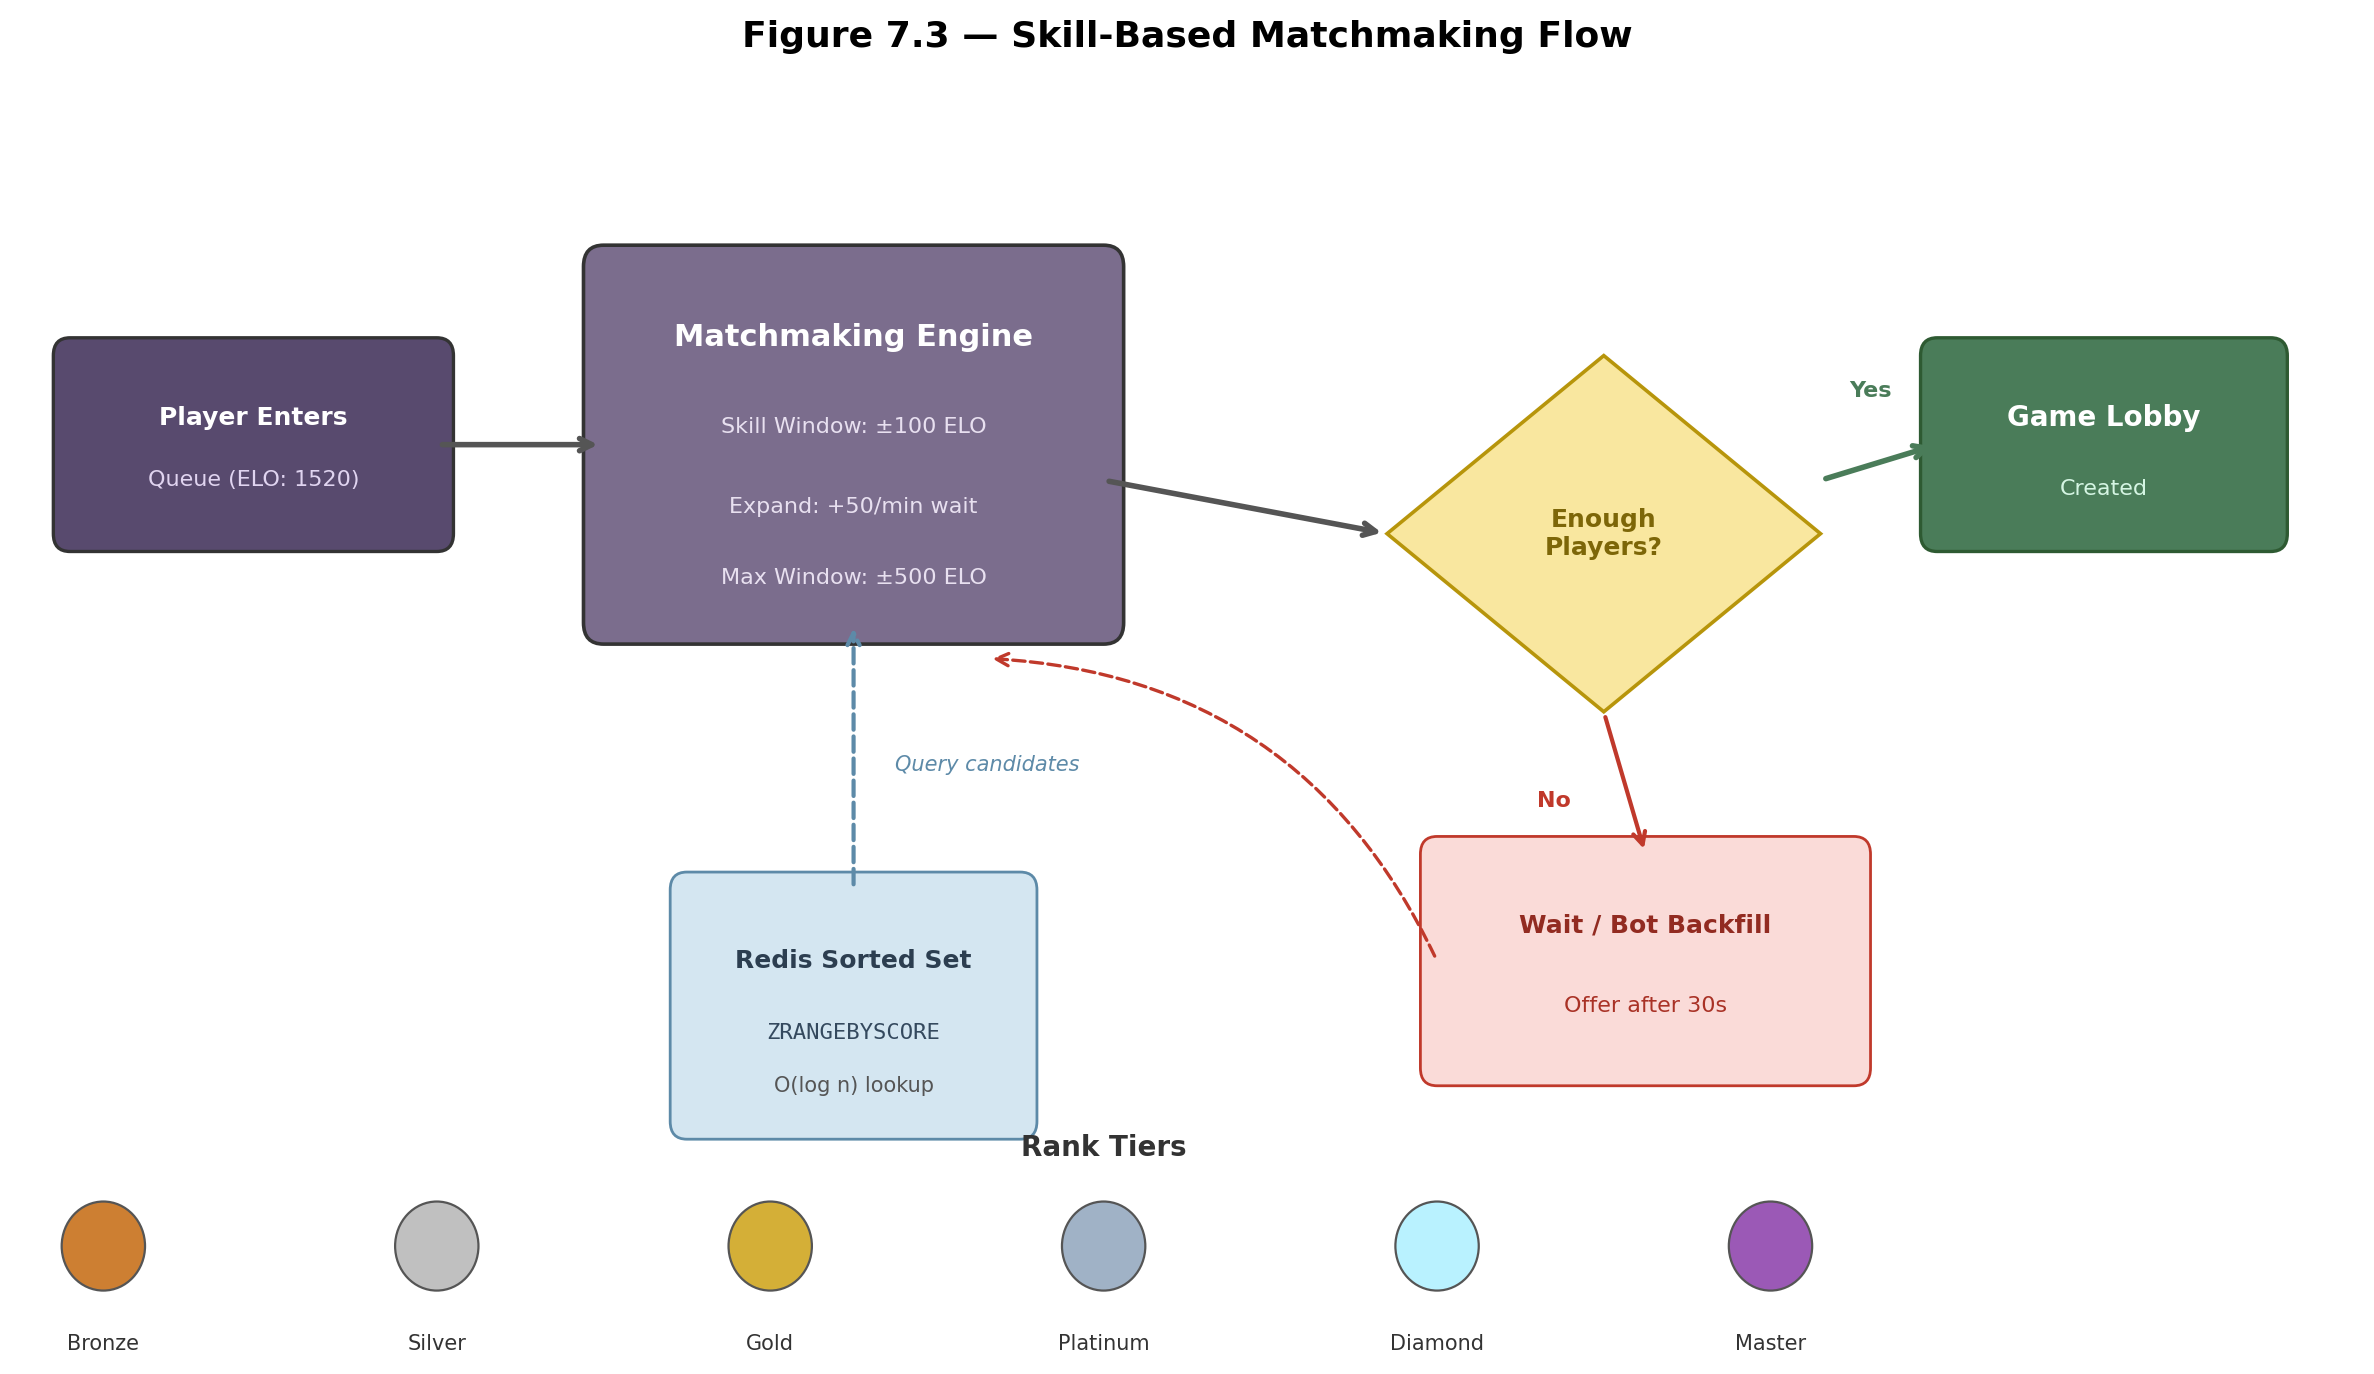 Figure 7.3 — Skill-Based Matchmaking Flow
Player Enters
Queue (ELO: 1520)
Matchmaking Engine
Skill Window: ±100 ELO
Expand: +50/min wait
Max Window: ±500 ELO
Enough
Players?
Yes
Game Lobby
Created
Query candidates
No
Redis Sorted Set
ZRANGEBYSCORE
O(log n) lookup
Wait / Bot Backfill
Offer after 30s
Rank Tiers
Bronze
Silver
Gold
Platinum
Diamond
Master